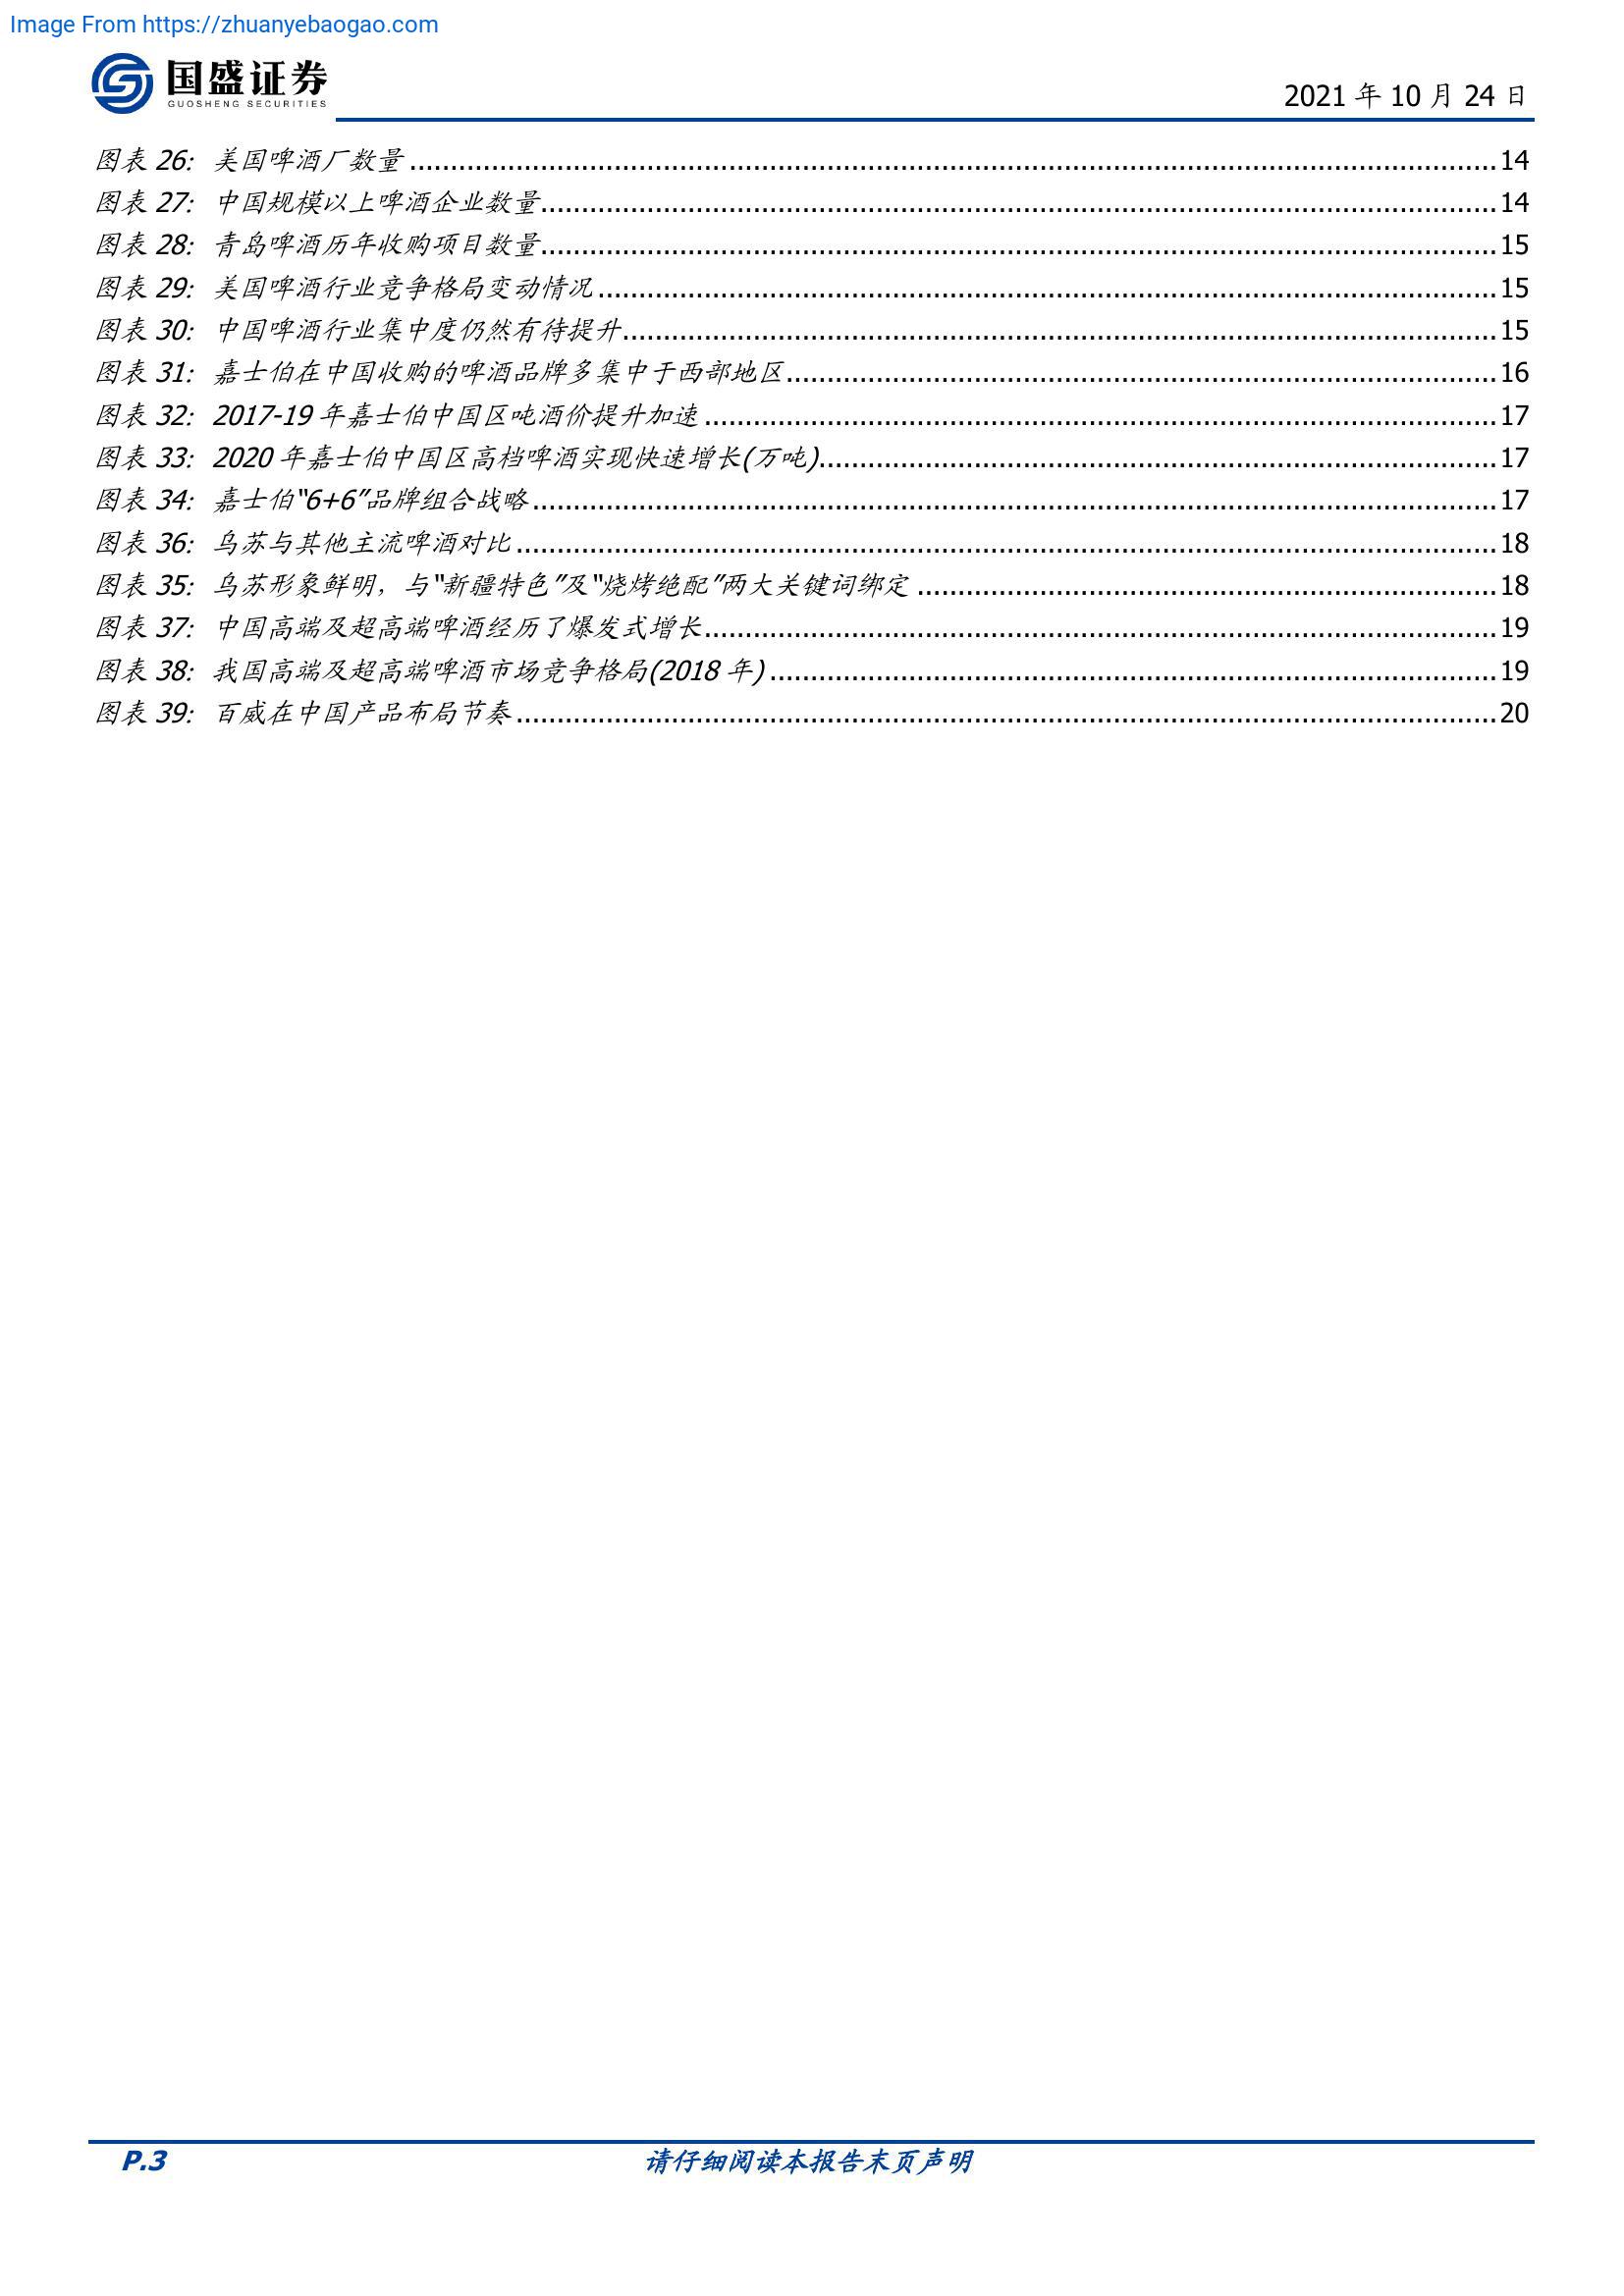 Image From https://zhuanyebaogao.com
国盛证券
GUOSHENG SECURITIES
2021 年 10 月 24 日
图表 26: 美国啤酒厂数量 14
图表 27: 中国规模以上啤酒企业数量 14
图表 28: 青岛啤酒历年收购项目数量 15
图表 29: 美国啤酒行业竞争格局变动情况 15
图表 30: 中国啤酒行业集中度仍然有待提升 15
图表 31: 嘉士伯在中国收购的啤酒品牌多集中于西部地区 16
图表 32: 2017-19 年嘉士伯中国区吨酒价提升加速 17
图表 33: 2020 年嘉士伯中国区高档啤酒实现快速增长(万吨) 17
图表 34: 嘉士伯“6+6”品牌组合战略 17
图表 36: 乌苏与其他主流啤酒对比 18
图表 35: 乌苏形象鲜明，与“新疆特色”及“烧烤绝配”两大关键词绑定 18
图表 37: 中国高端及超高端啤酒经历了爆发式增长 19
图表 38: 我国高端及超高端啤酒市场竞争格局(2018 年) 19
图表 39: 百威在中国产品布局节奏 20
P.3
请仔细阅读本报告末页声明